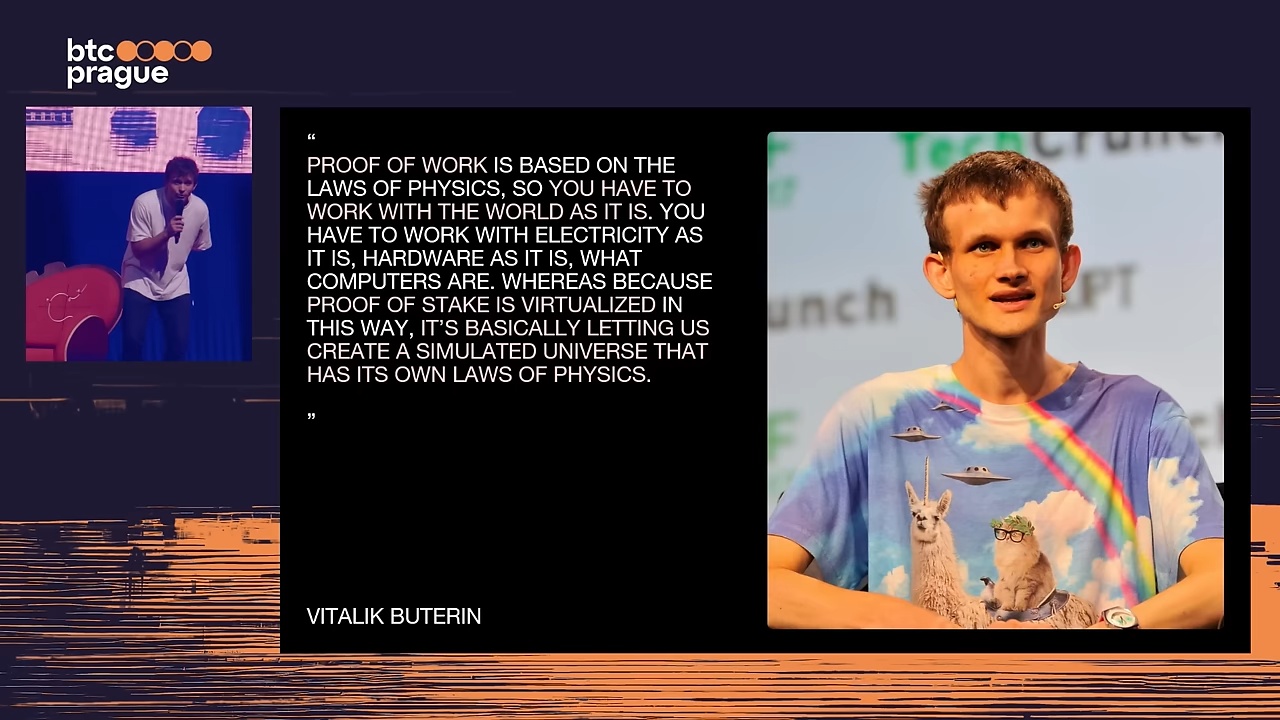 btc
prague
“
PROOF OF WORK IS BASED ON THE
LAWS OF PHYSICS, SO YOU HAVE TO
WORK WITH THE WORLD AS IT IS. YOU
HAVE TO WORK WITH ELECTRICITY AS
IT IS, HARDWARE AS IT IS, WHAT
COMPUTERS ARE. WHEREAS BECAUSE
PROOF OF STAKE IS VIRTUALIZED IN
THIS WAY, IT’S BASICALLY LETTING US
CREATE A SIMULATED UNIVERSE THAT
HAS ITS OWN LAWS OF PHYSICS.
”
VITALIK BUTERIN
Crunch
unch